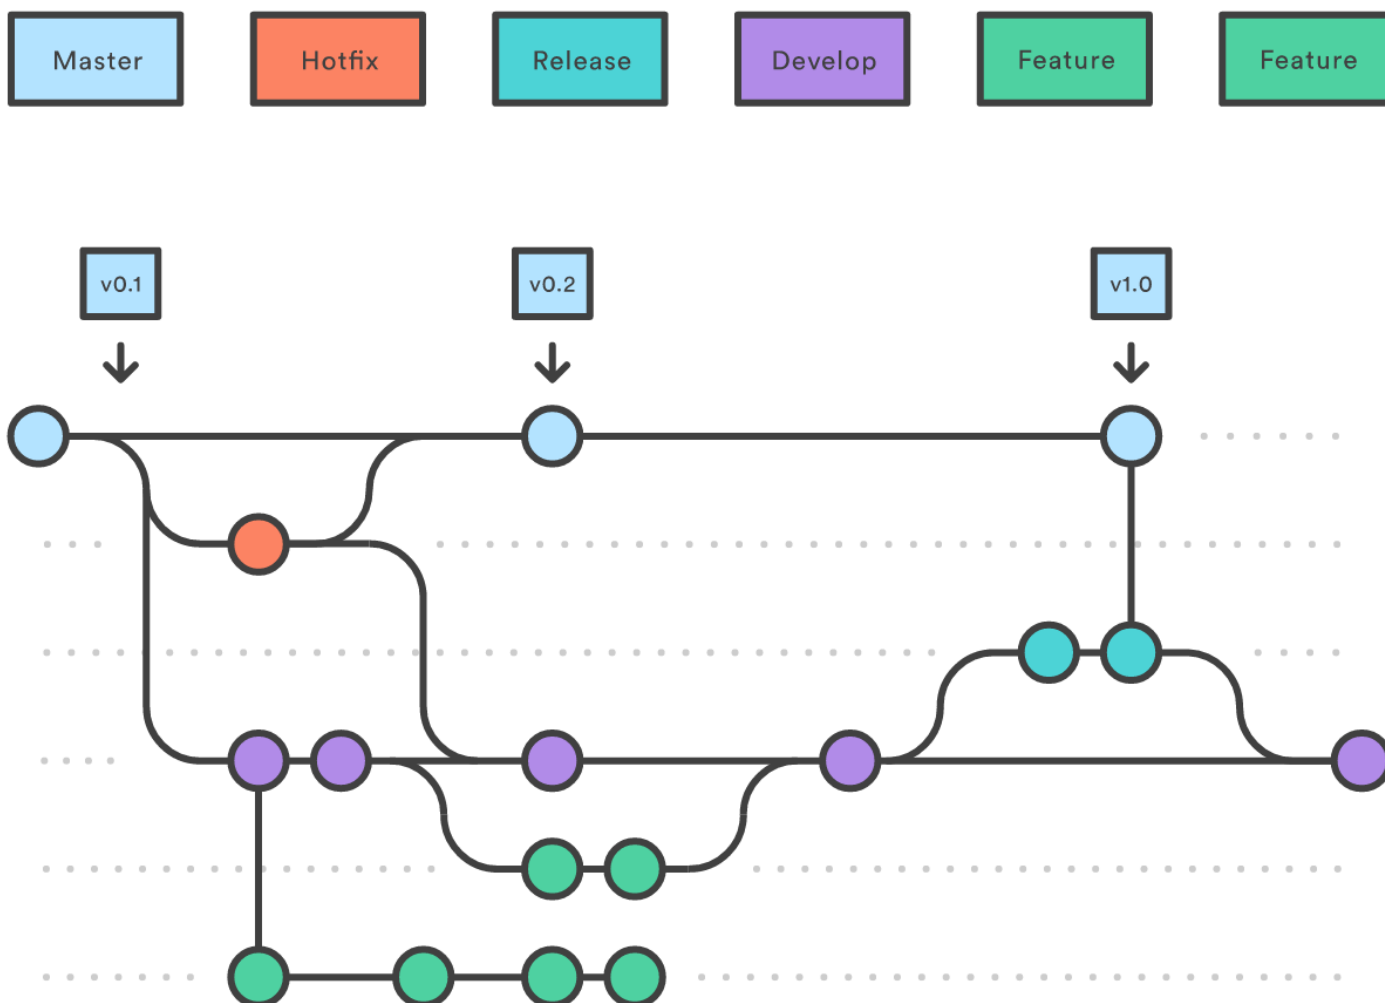 Master
Hotfix
Release
Develop
Feature
Feature
v0.1
v0.2
v1.0